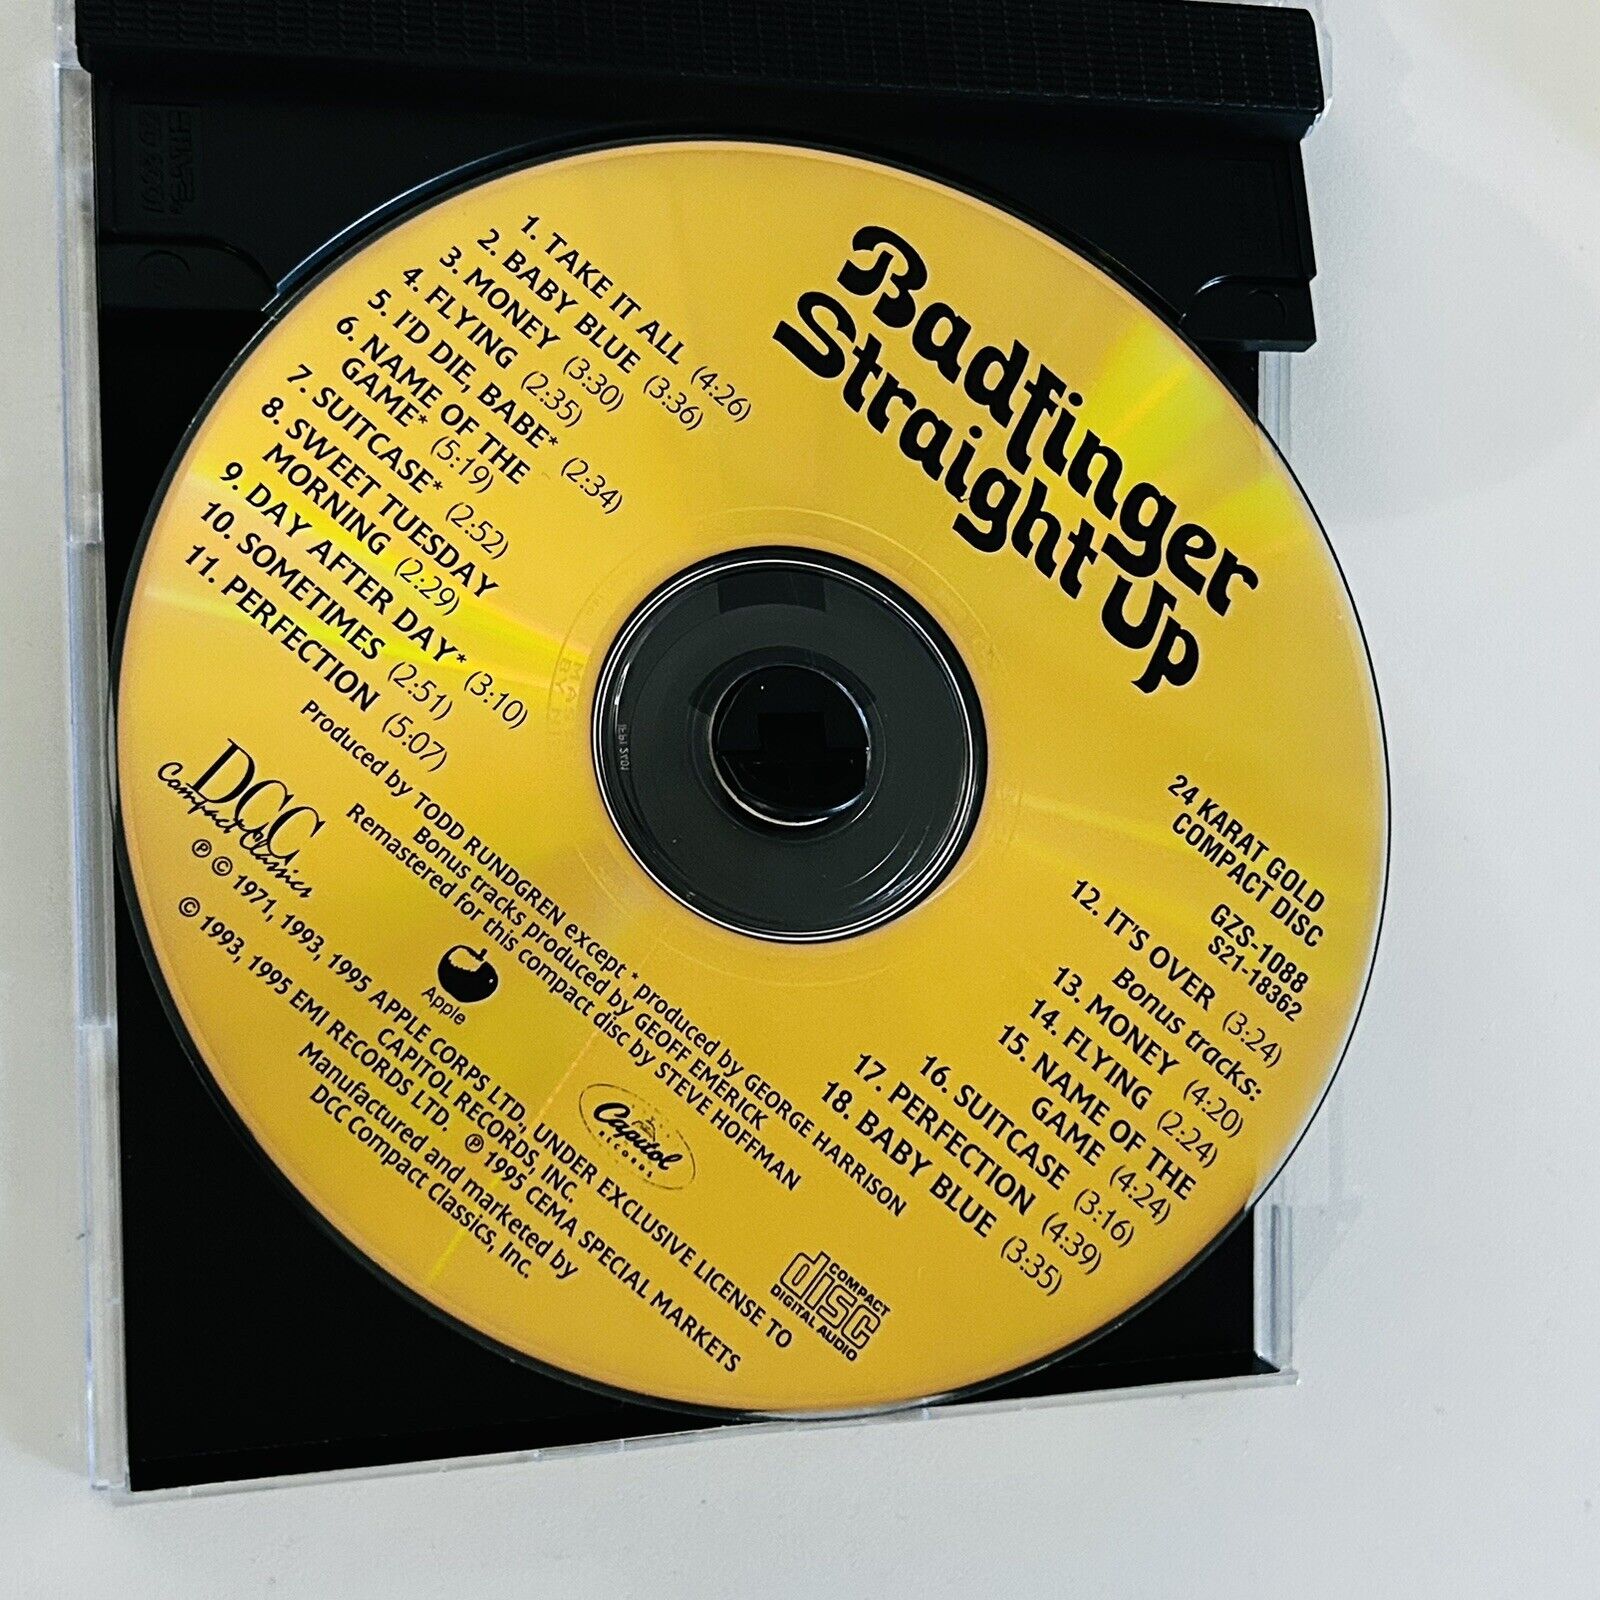 Badfinger
Straight Up
1. TAKE IT ALL (4:26)
2. BABY BLUE (3:36)
3. MONEY (3:30)
4. FLYING (2:35)
5. I'D DIE, BABE* (2:34)
6. NAME OF THE
GAME* (5:19)
7. SUITCASE* (2:52)
8. SWEET TUESDAY
MORNING (2:29)
9. DAY AFTER DAY* (3:10)
10. SOMETIMES (2:51)
11. PERFECTION (5:07)
24 KARAT GOLD
COMPACT DISC
GZS-1088
S21-18362
12. IT'S OVER (3:24)
Bonus tracks:
13. MONEY (4:20)
14. FLYING (2:24)
15. NAME OF THE
GAME (4:24)
16. SUITCASE (3:16)
17. PERFECTION (4:39)
18. BABY BLUE (3:35)
Produced by TODD RUNDGREN except *produced by GEORGE HARRISON
Bonus tracks produced by GEOFF EMERICK
Remastered for this compact disc by STEVE HOFFMAN
DCC
Compact Classics
Apple
Capitol
RECORDS
COMPACT
disc
DIGITAL AUDIO
℗ © 1971, 1993, 1995 APPLE CORPS LTD., UNDER EXCLUSIVE LICENSE TO
CAPITOL RECORDS, INC.
© 1993, 1995 EMI RECORDS LTD. ℗ 1995 CEMA SPECIAL MARKETS
Manufactured and marketed by
DCC Compact Classics, Inc.